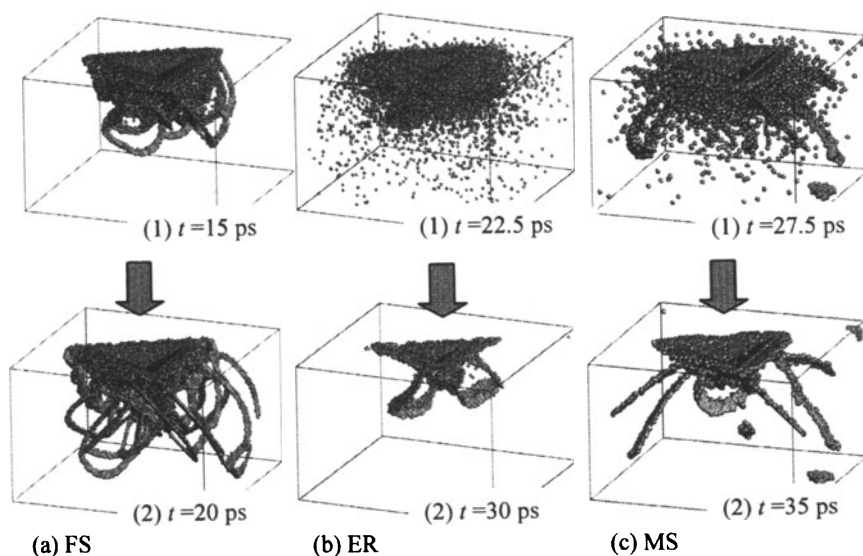 (1) t =15 ps
(1) t =22.5 ps
(1) t =27.5 ps
(2) t =20 ps
(2) t =30 ps
(2) t =35 ps
(a) FS
(b) ER
(c) MS